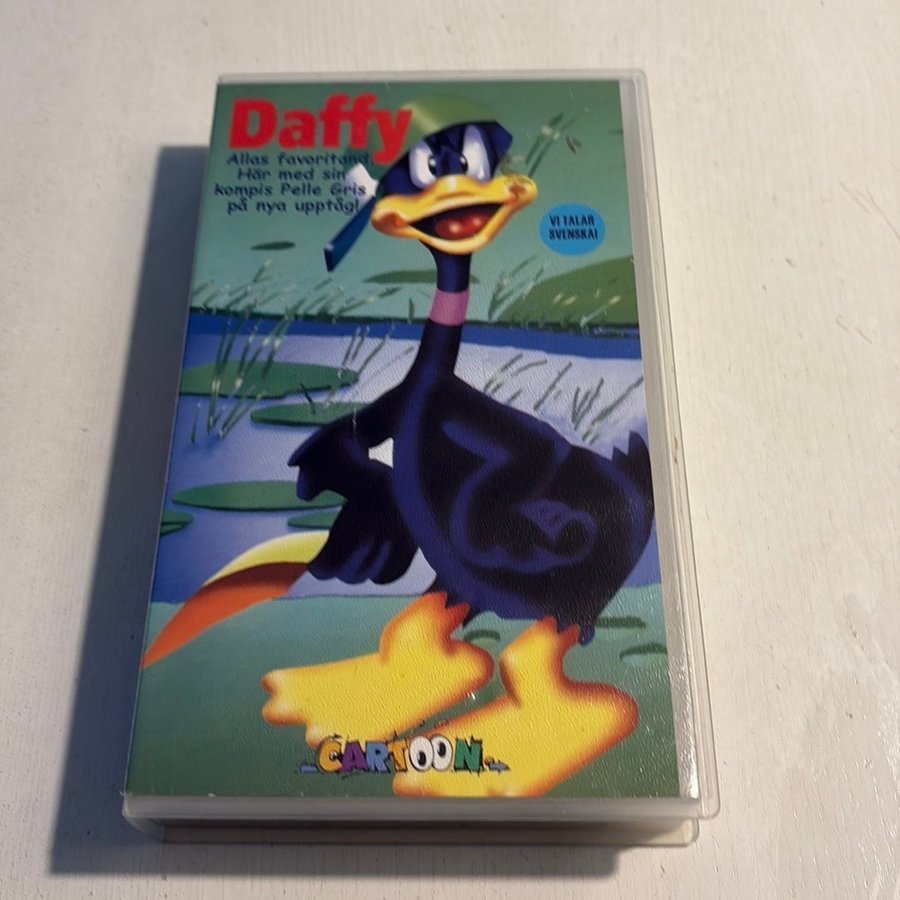 Daffy
Allas favoritand.
Här med sin
kompis Pelle Gris
på nya upptåg!
VI TALAR
SVENSKA!
CARTOON